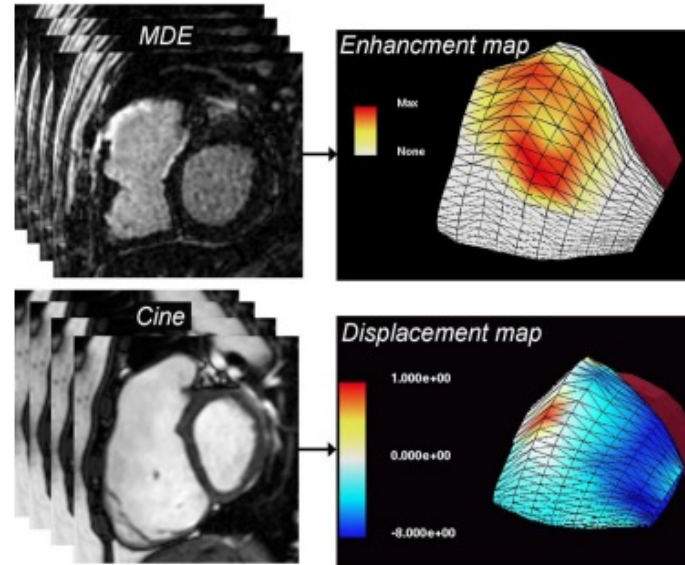 MDE
Enhancment map
Max
None
Cine
Displacement map
1.000e+00
0.000e+00
-8.000e+00